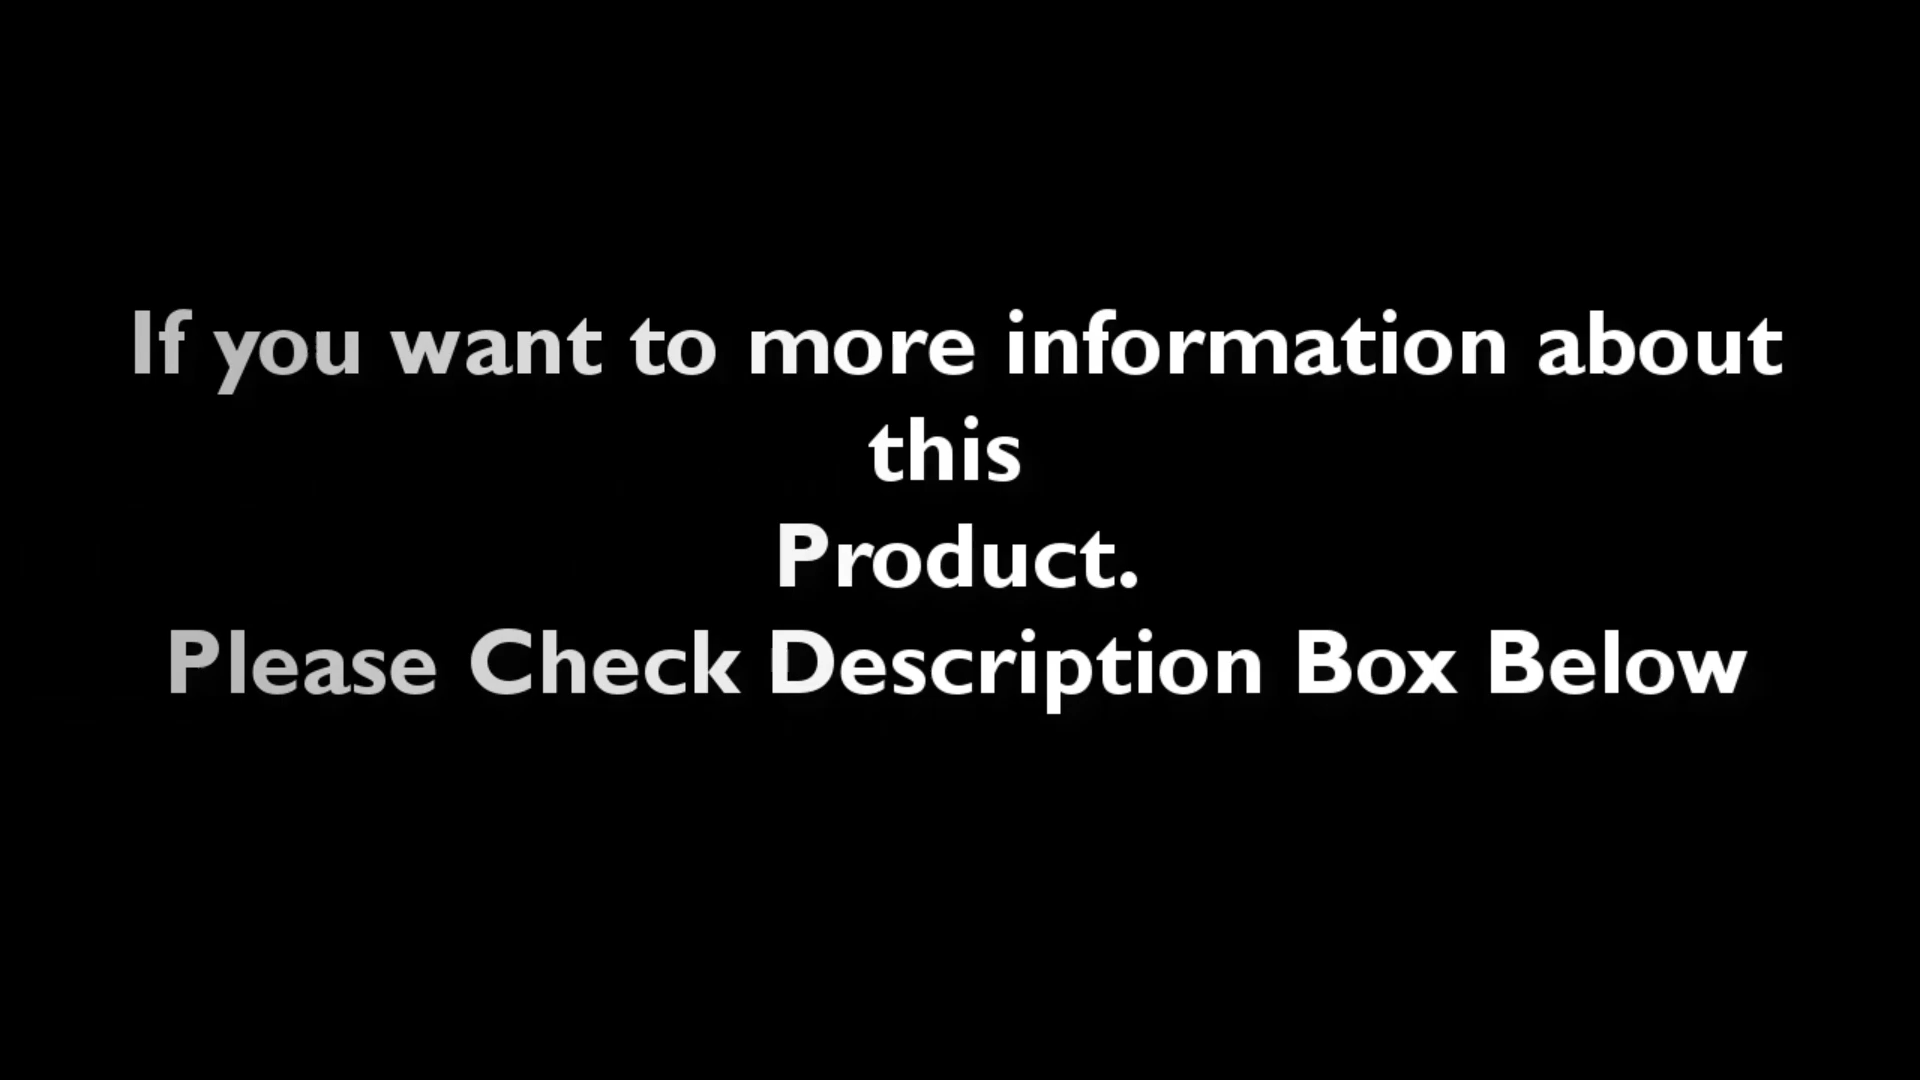 If you want to more information about
this
Product.
Please Check Description Box Below